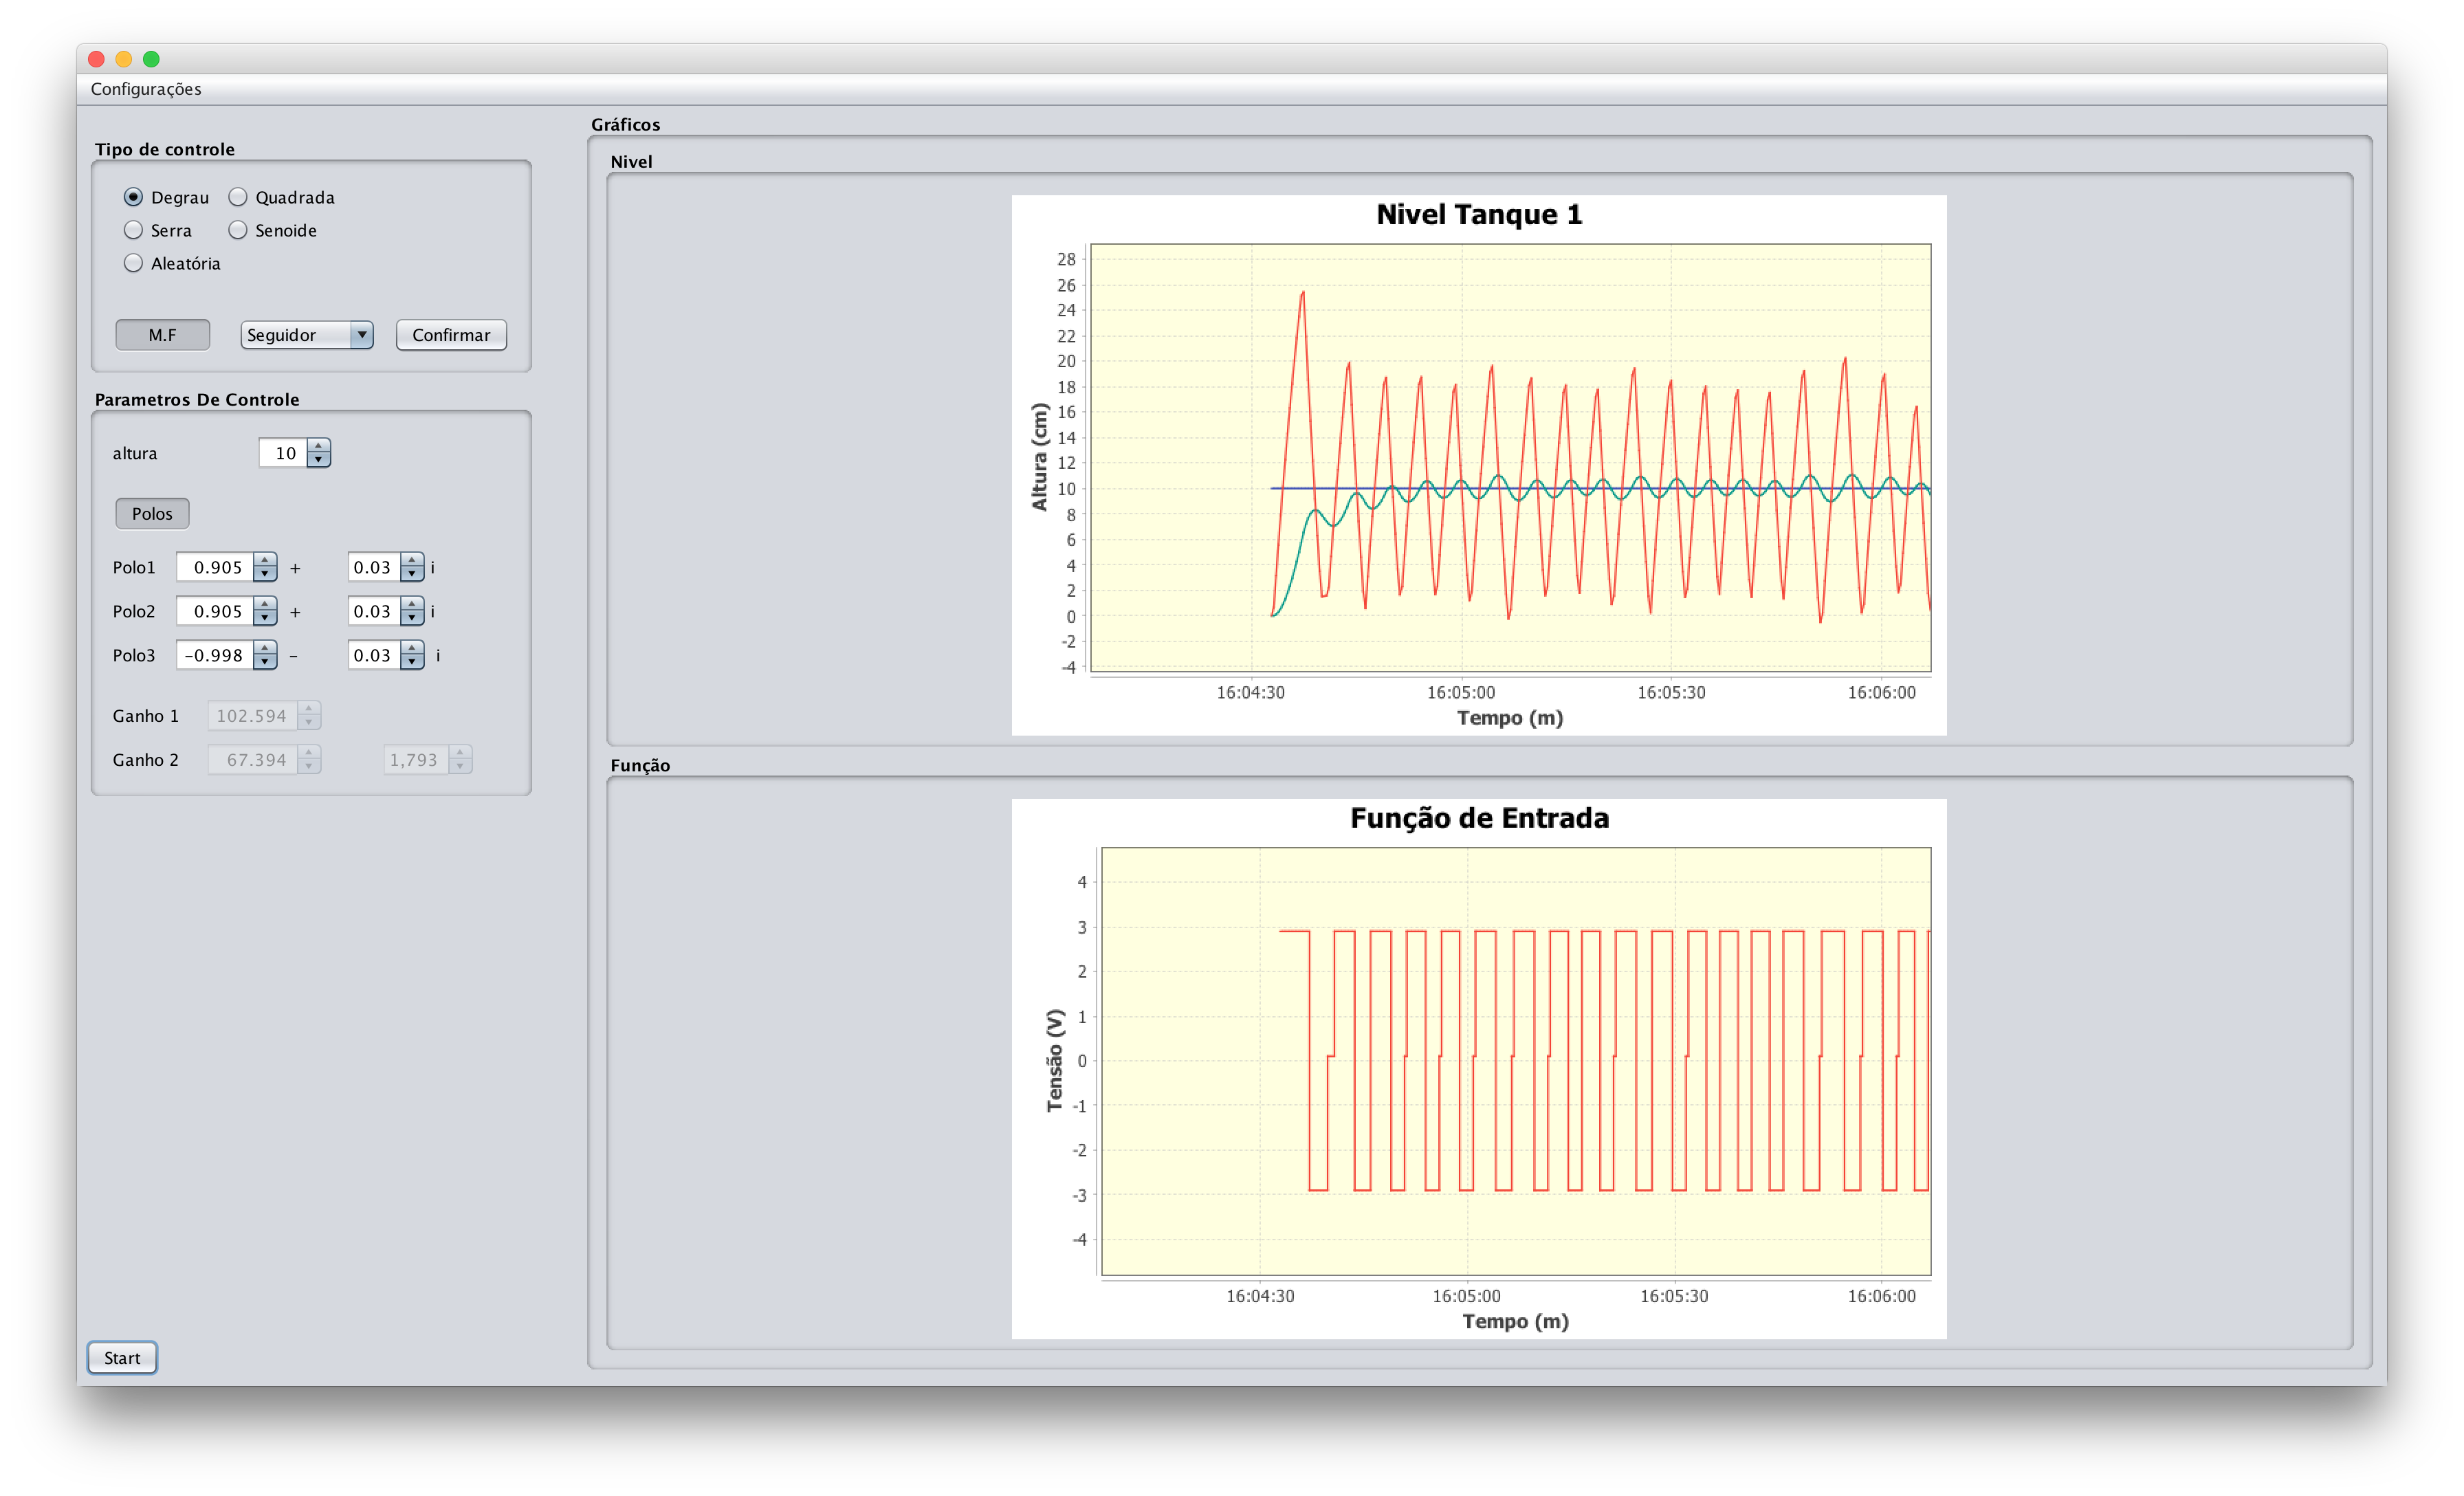 Configurações
Tipo de controle
Degrau Quadrada
Serra Senoide
Aleatória
M.F Seguidor Confirmar
Parametros De Controle
altura 10
Polos
Polo1 0.905 + 0.03 i
Polo2 0.905 + 0.03 i
Polo3 -0.998 - 0.03 i
Ganho 1 102.594
Ganho 2 67.394 1,793
Start
Gráficos
Nivel
Nivel Tanque 1
Altura (cm)
28
26
24
22
20
18
16
14
12
10
8
6
4
2
0
-2
-4
16:04:30 16:05:00 16:05:30 16:06:00
Tempo (m)
Função
Função de Entrada
Tensão (V)
4
3
2
1
0
-1
-2
-3
-4
16:04:30 16:05:00 16:05:30 16:06:00
Tempo (m)